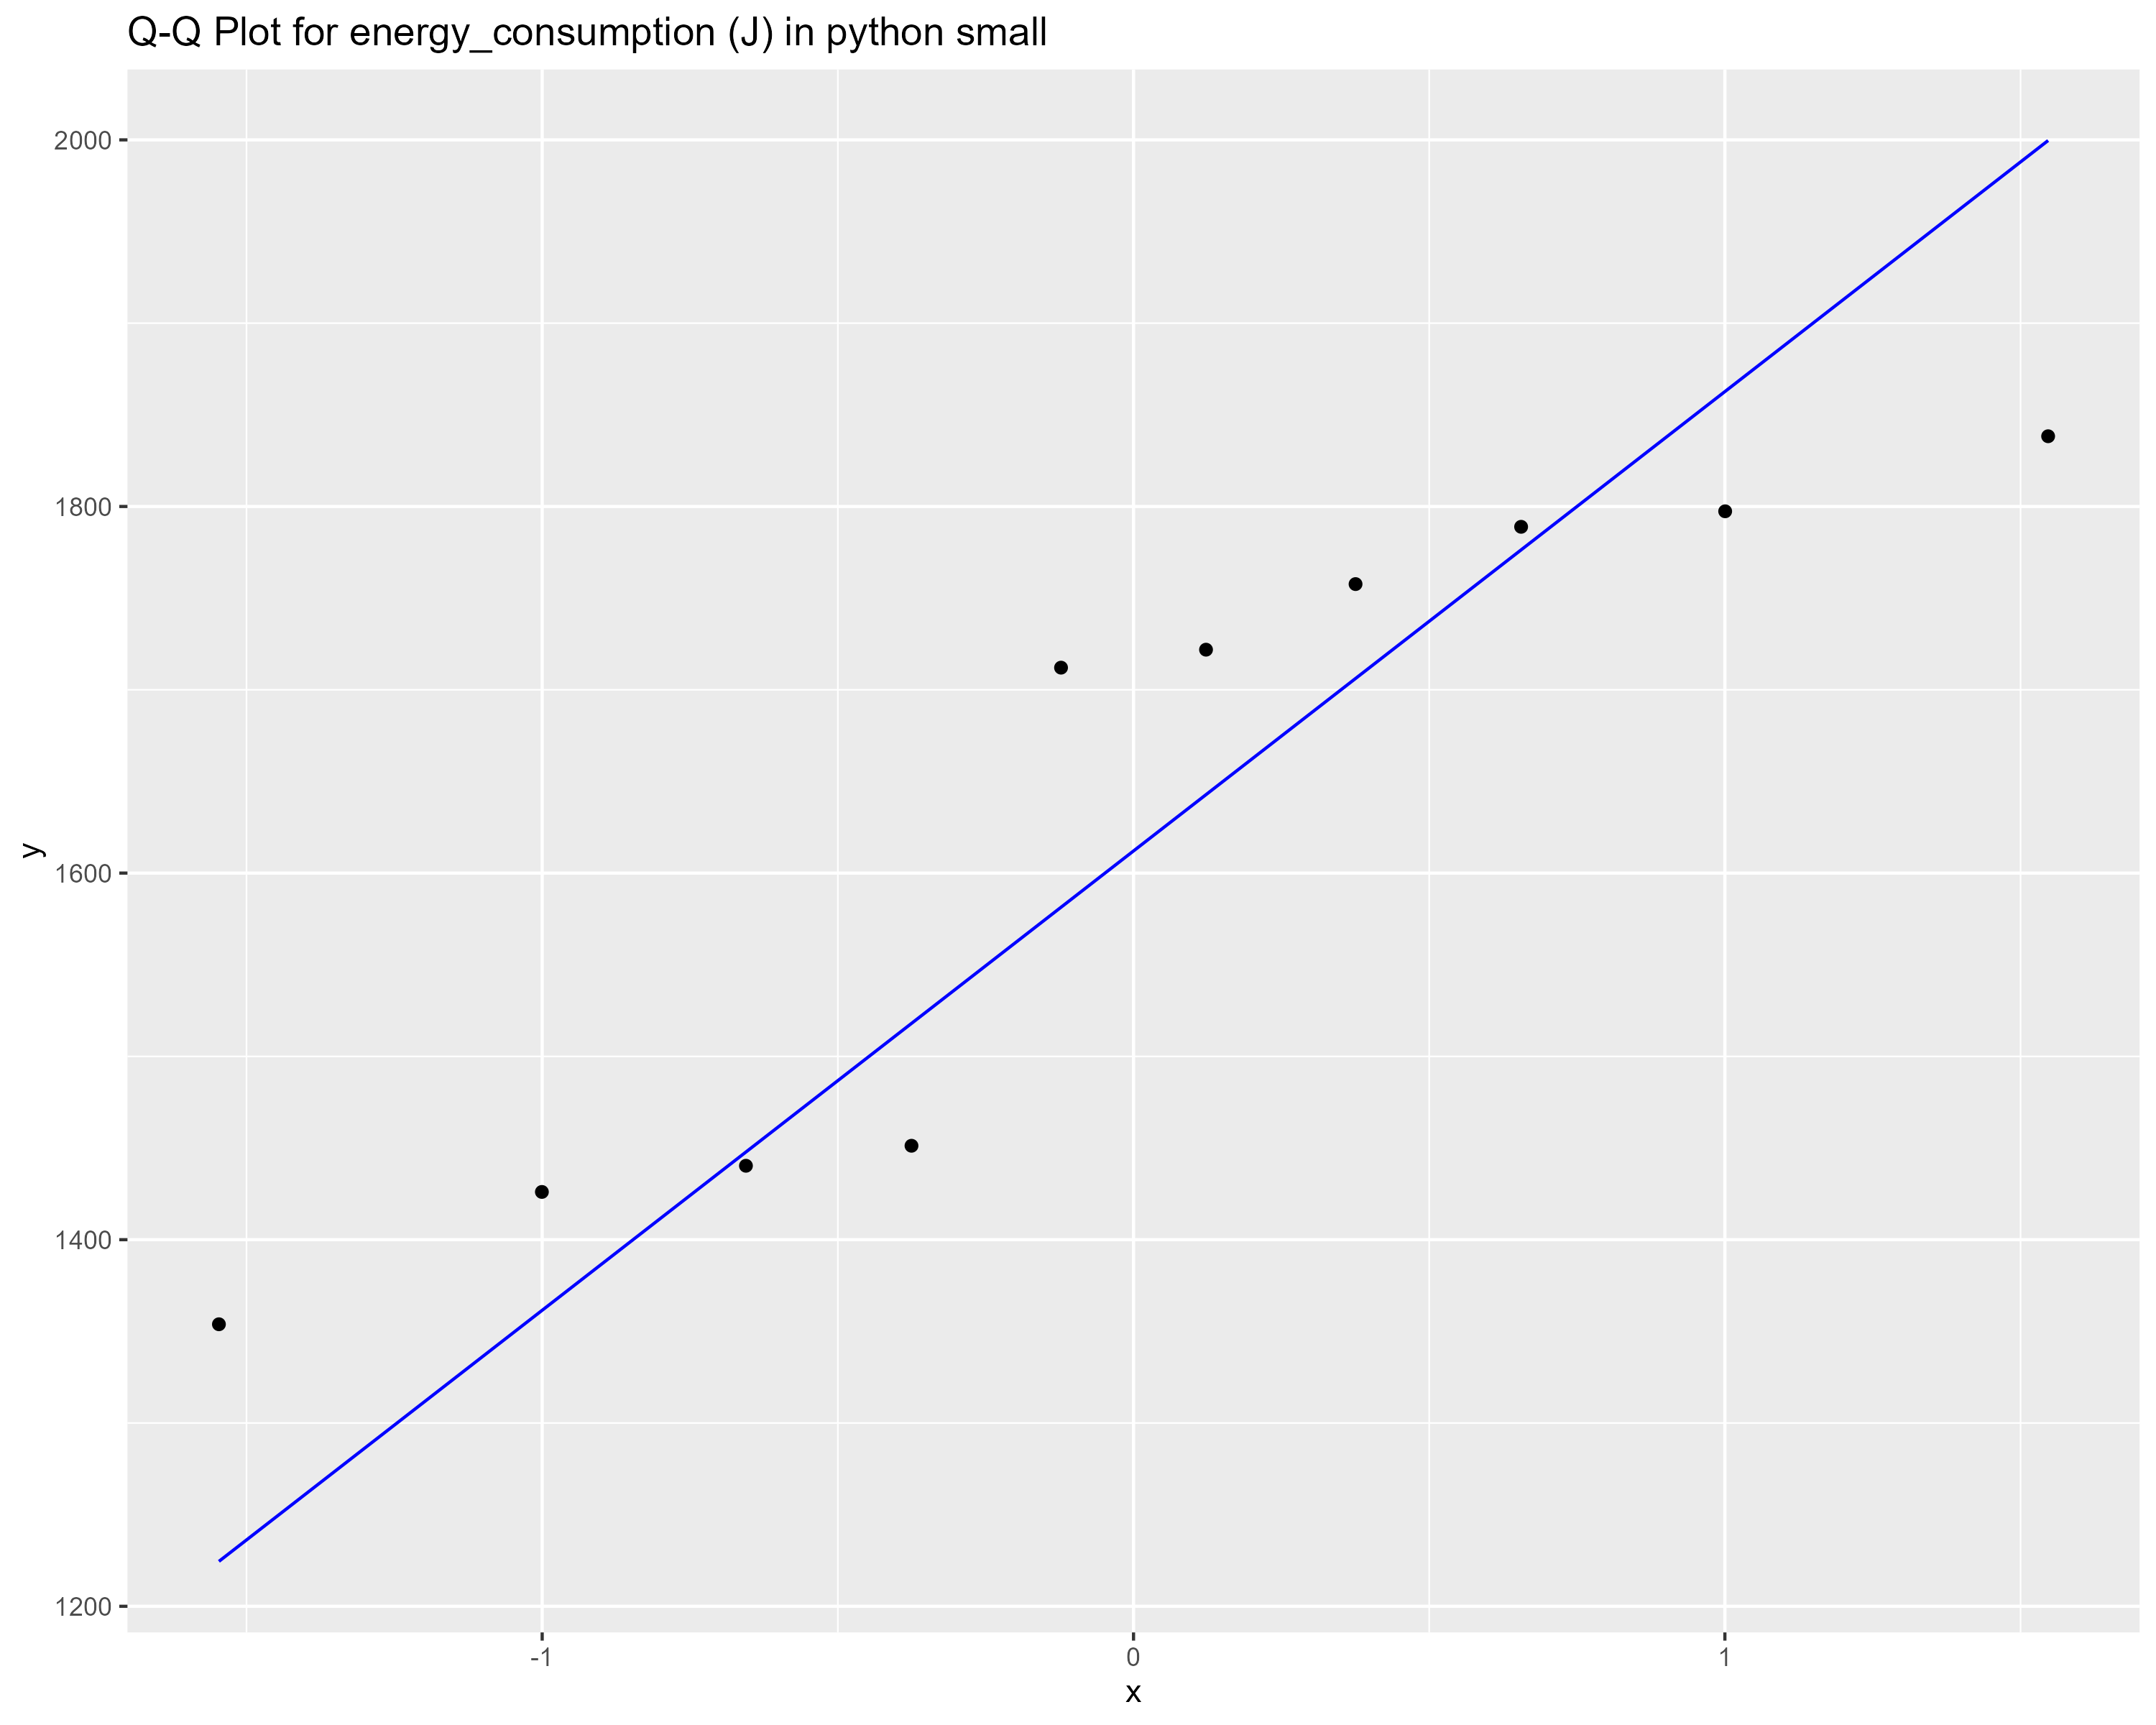 Q-Q Plot for energy_consumption (J) in python small
2000
1800
1600
1400
1200
y
-1
0
1
x